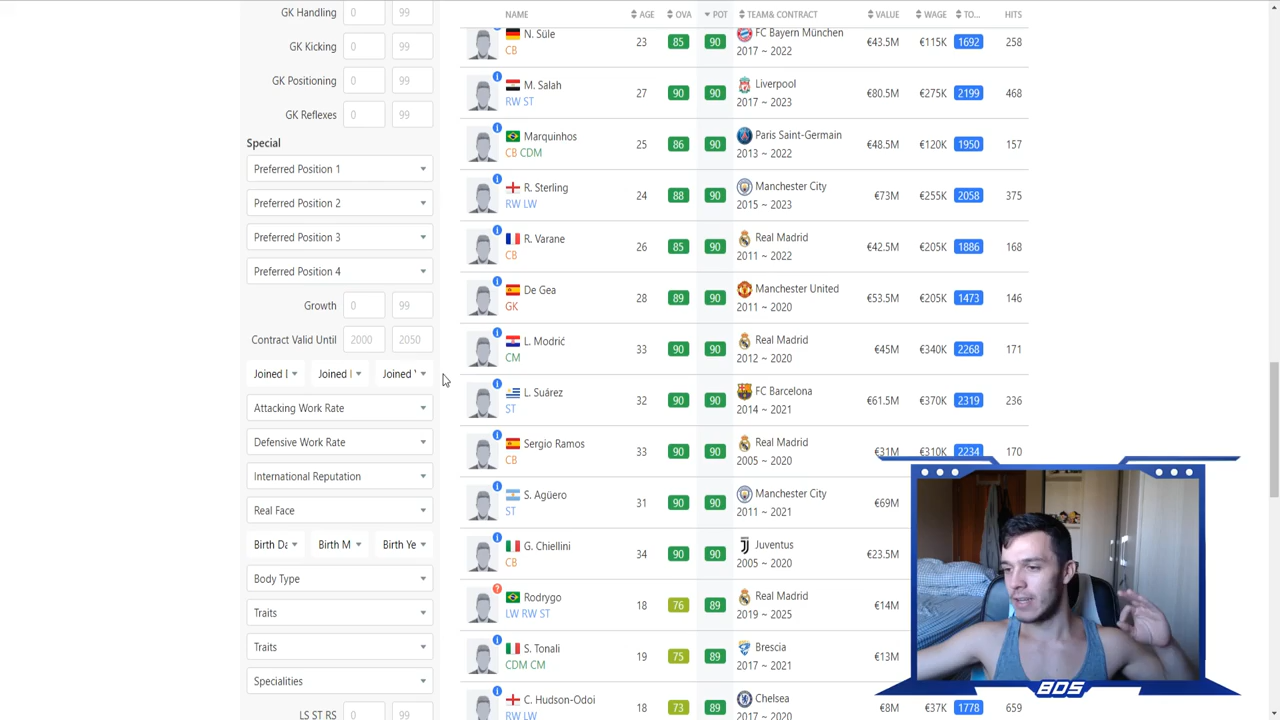 NAME AGE OVA POT TEAM& CONTRACT VALUE WAGE TO... HITS
GK Handling 0 99
GK Kicking 0 99
GK Positioning 0 99
GK Reflexes 0 99
Special
Preferred Position 1
Preferred Position 2
Preferred Position 3
Preferred Position 4
Growth 0 99
Contract Valid Until 2000 2050
Joined I Joined I Joined '
Attacking Work Rate
Defensive Work Rate
International Reputation
Real Face
Birth Da Birth M Birth Ye
Body Type
Traits
Traits
Specialities
LS ST RS 0 99
N. Süle 23 85 90 FC Bayern München €43.5M €115K 1692 258
CB 2017 ~ 2022
M. Salah 27 90 90 Liverpool €80.5M €275K 2199 468
RW ST 2017 ~ 2023
Marquinhos 25 86 90 Paris Saint-Germain €48.5M €120K 1950 157
CB CDM 2013 ~ 2022
R. Sterling 24 88 90 Manchester City €73M €255K 2058 375
RW LW 2015 ~ 2023
R. Varane 26 85 90 Real Madrid €42.5M €205K 1886 168
CB 2011 ~ 2022
De Gea 28 89 90 Manchester United €53.5M €205K 1473 146
GK 2011 ~ 2020
L. Modrić 33 90 90 Real Madrid €45M €340K 2268 171
CM 2012 ~ 2020
L. Suárez 32 90 90 FC Barcelona €61.5M €370K 2319 236
ST 2014 ~ 2021
Sergio Ramos 33 90 90 Real Madrid €31M €310K 2234 170
CB 2005 ~ 2020
S. Agüero 31 90 90 Manchester City €69M
ST 2011 ~ 2021
G. Chiellini 34 90 90 Juventus €23.5M
CB 2005 ~ 2020
Rodrygo 18 76 89 Real Madrid €14M
LW RW ST 2019 ~ 2025
S. Tonali 19 75 89 Brescia €13M
CDM CM 2017 ~ 2021
C. Hudson-Odoi 73 89 Chelsea €8M €37K 1778 659
RW LW 2017 ~ 2020
BDS